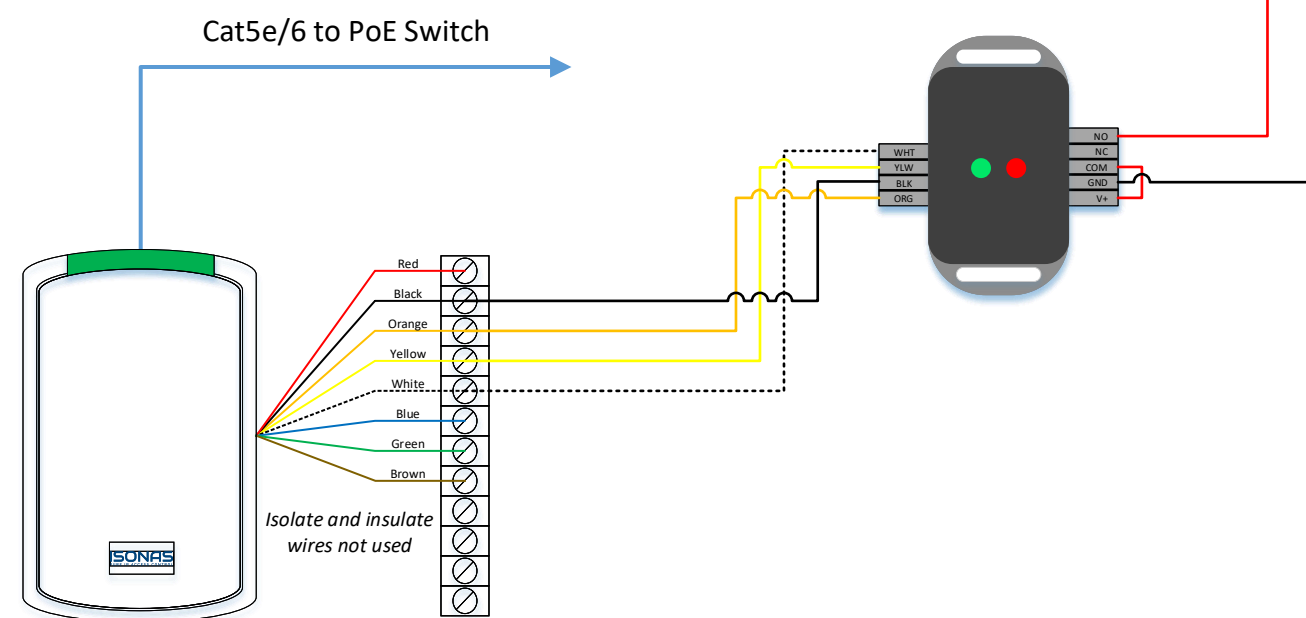 Cat5e/6 to PoE Switch
WHT
YLW
BLK
ORG
NO
NC
COM
GND
V+
Red
Black
Orange
Yellow
White
Blue
Green
Brown
Isolate and insulate
wires not used
ISONAS